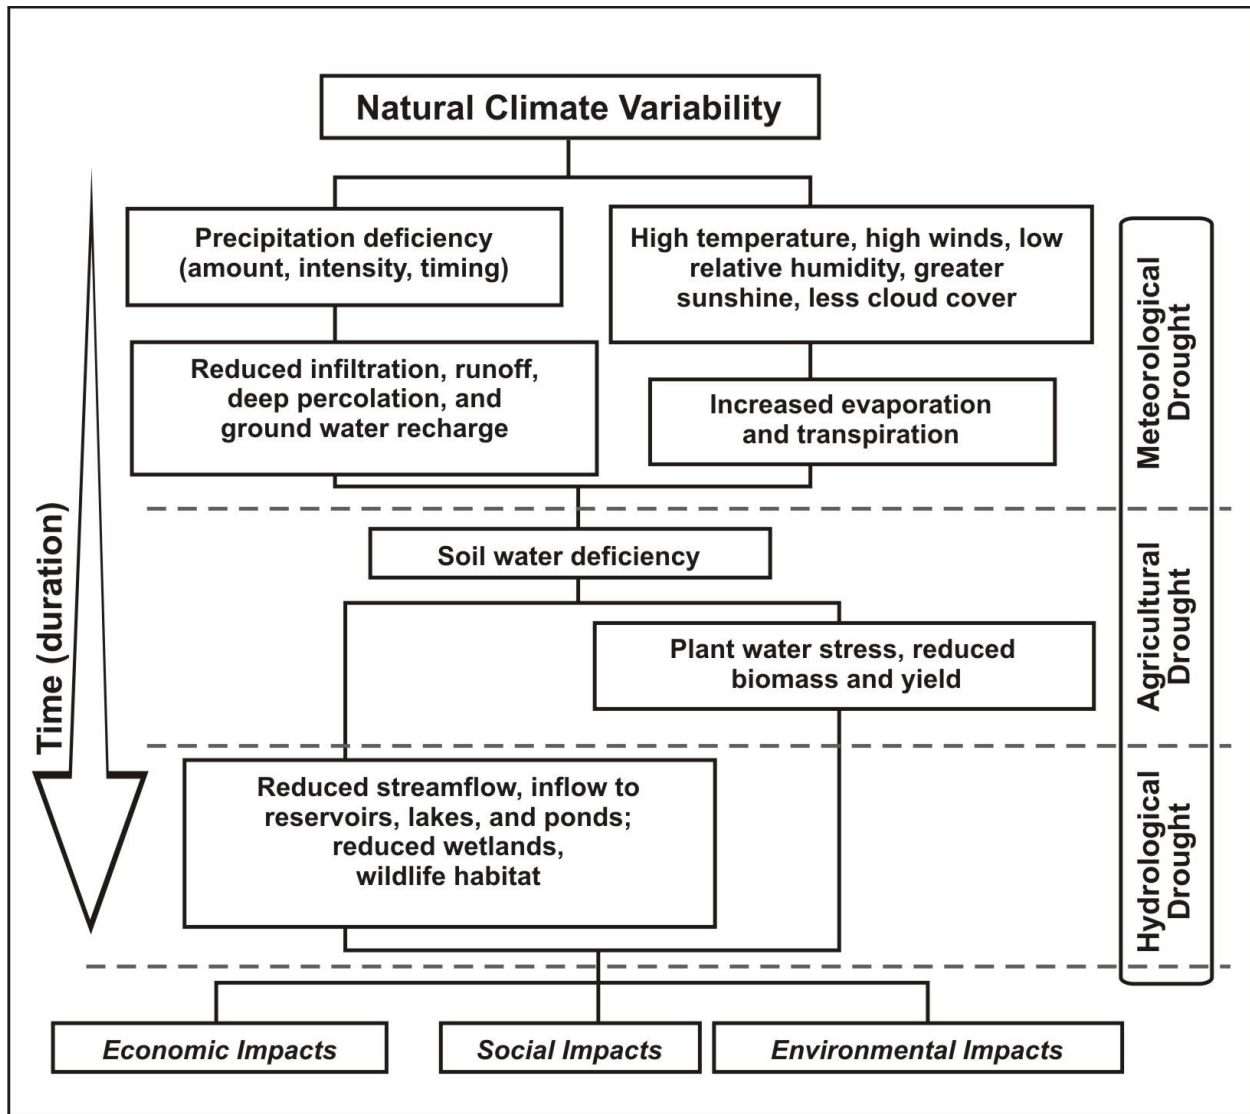 Natural Climate Variability
Precipitation deficiency
(amount, intensity, timing)
High temperature, high winds, low
relative humidity, greater
sunshine, less cloud cover
Reduced infiltration, runoff,
deep percolation, and
ground water recharge
Increased evaporation
and transpiration
Soil water deficiency
Plant water stress, reduced
biomass and yield
Reduced streamflow, inflow to
reservoirs, lakes, and ponds;
reduced wetlands,
wildlife habitat
Economic Impacts
Social Impacts
Environmental Impacts
Time (duration)
Meteorological
Drought
Agricultural
Drought
Hydrological
Drought